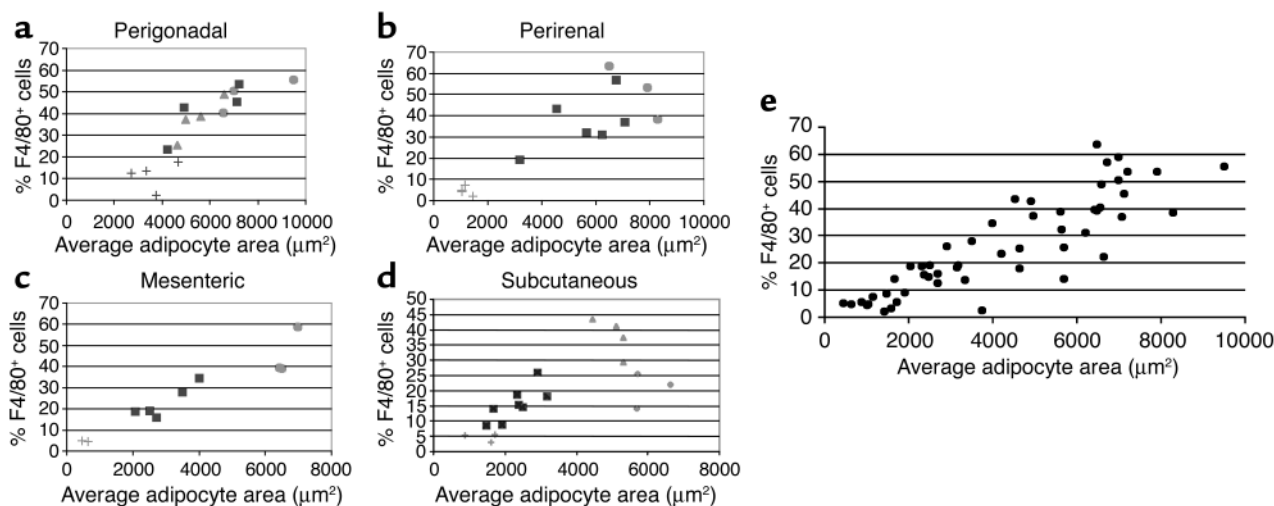 a
Perigonadal
% F4/80⁺ cells
70
60
50
40
30
20
10
0
0 2000 4000 6000 8000 10000
Average adipocyte area (μm²)
b
Perirenal
% F4/80⁺ cells
70
60
50
40
30
20
10
0
0 2000 4000 6000 8000 10000
Average adipocyte area (μm²)
c
Mesenteric
% F4/80⁺ cells
70
60
50
40
30
20
10
0
0 2000 4000 6000 8000
Average adipocyte area (μm²)
d
Subcutaneous
% F4/80⁺ cells
50
45
40
35
30
25
20
15
10
5
0
0 2000 4000 6000 8000
Average adipocyte area (μm²)
e
% F4/80⁺ cells
70
60
50
40
30
20
10
0
0 2000 4000 6000 8000 10000
Average adipocyte area (μm²)